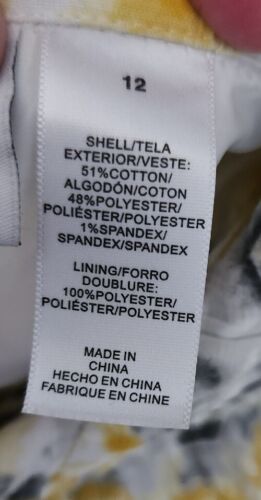 12
SHELL/TELA
EXTERIOR/VESTE:
51%COTTON/
ALGODÓN/COTON
48%POLYESTER/
POLIÉSTER/POLYESTER
1%SPANDEX/
SPANDEX/SPANDEX
LINING/FORRO
DOUBLURE:
100%POLYESTER/
POLIÉSTER/POLYESTER
MADE IN
CHINA
HECHO EN CHINA
FABRIQUE EN CHINE